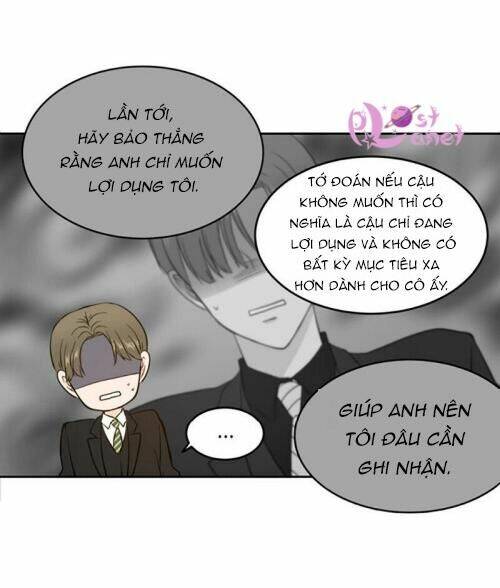 LẦN TỚI,
HÃY BẢO THẲNG
RẰNG ANH CHỈ MUỐN
LỢI DỤNG TÔI.
Lost
Planet
TỚ ĐOÁN NẾU CẬU
KHÔNG MUỐN THÌ CÓ
NGHĨA LÀ CẬU CHỈ ĐANG
LỢI DỤNG VÀ KHÔNG CÓ
BẤT KỲ MỤC TIÊU XA
HƠN DÀNH CHO CÔ ẤY.
...
GIÚP ANH NÊN
TÔI ĐÂU CẦN
GHI NHẬN.